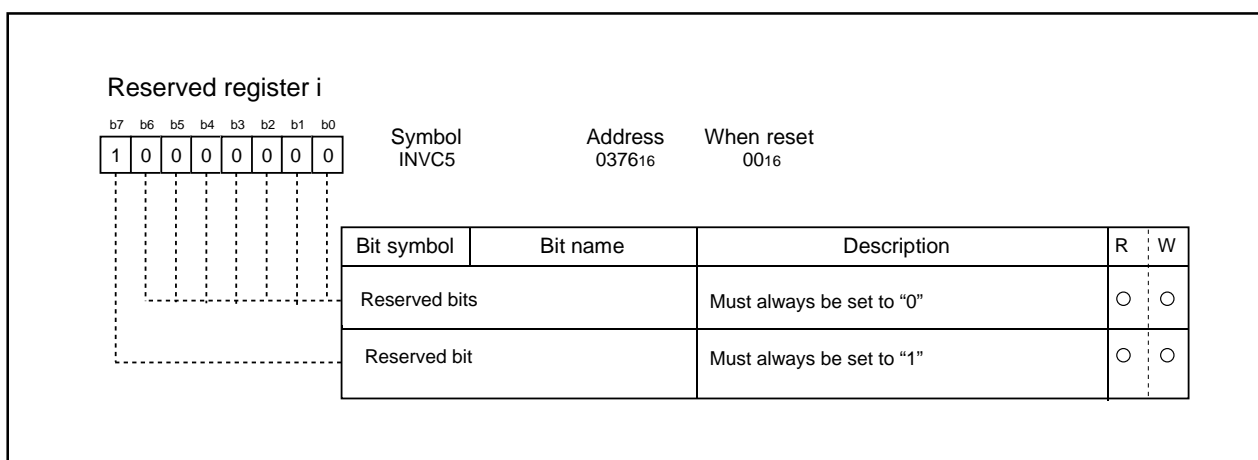 Reserved register i
b7 b6 b5 b4 b3 b2 b1 b0
1 0 0 0 0 0 0 0
Symbol Address When reset
INVC5 037616 0016
Bit symbol Bit name Description R W
Reserved bits Must always be set to “0” ○ ○
Reserved bit Must always be set to “1” ○ ○